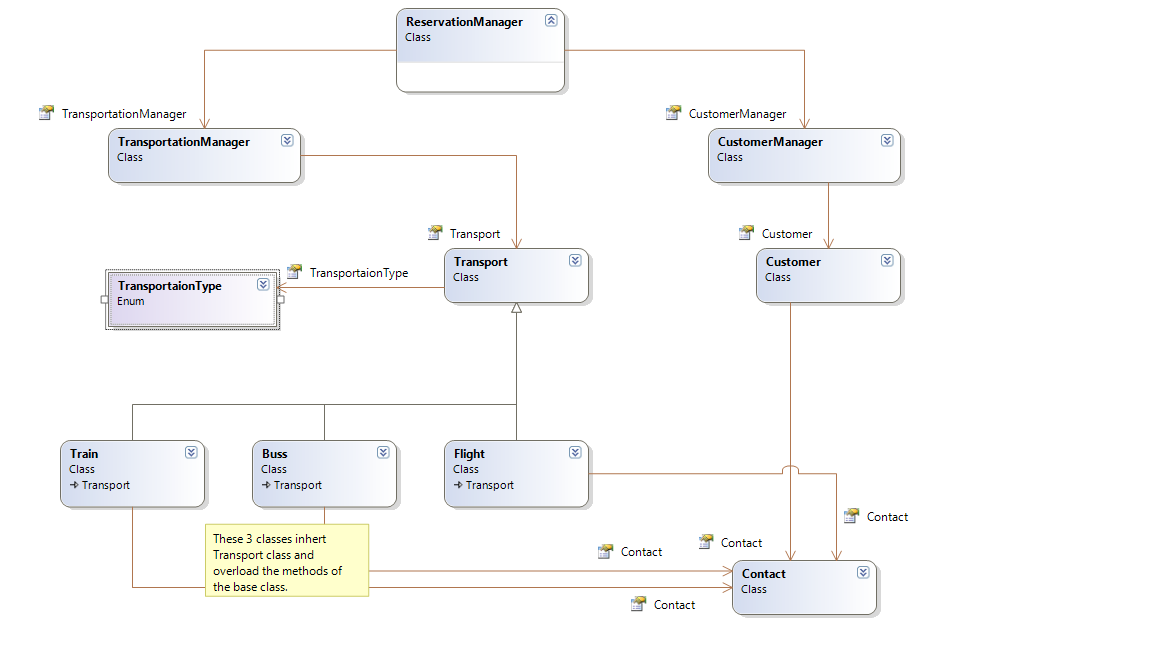 ReservationManager
Class
TransportationManager
CustomerManager
TransportationManager
Class
CustomerManager
Class
Transport
Customer
Transport
Class
Customer
Class
TransportaionType
TransportaionType
Enum
Train
Class
Transport
Buss
Class
Transport
Flight
Class
Transport
Contact
These 3 classes inhert
Transport class and
overload the methods of
the base class.
Contact
Contact
Contact
Class
Contact